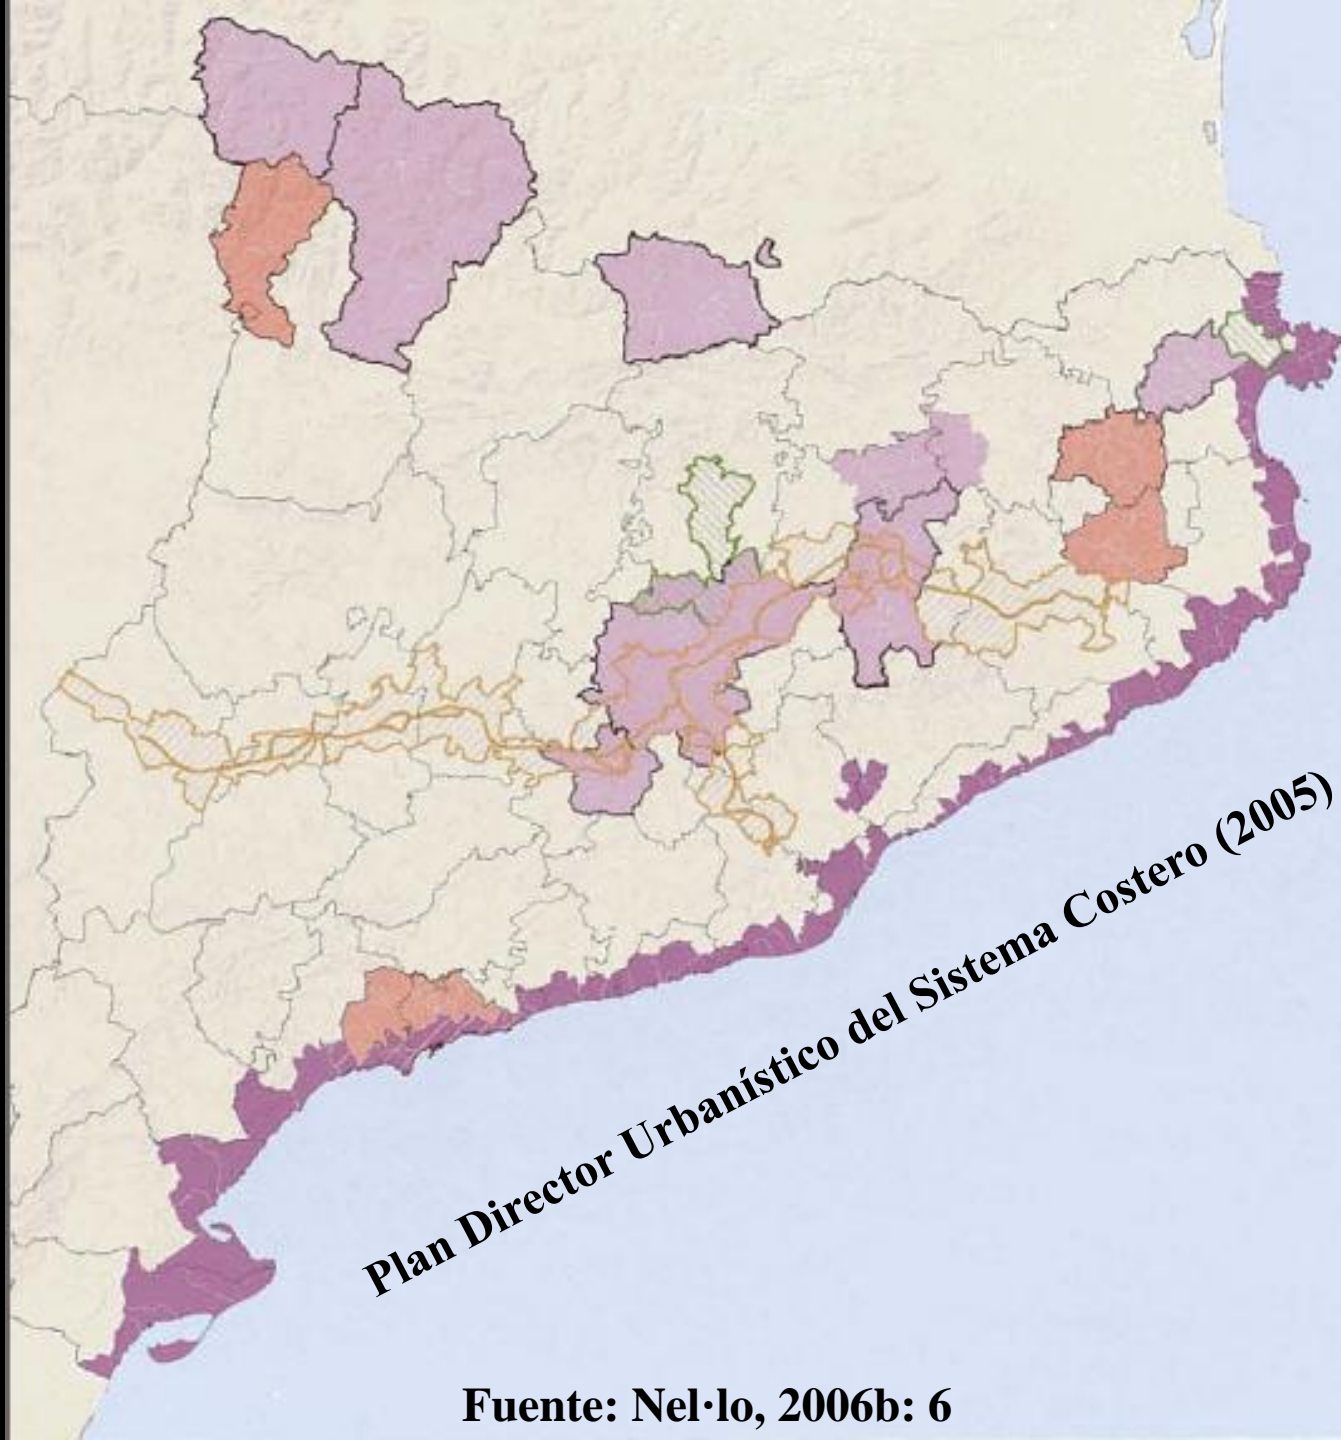 Plan Director Urbanístico del Sistema Costero (2005)
Fuente: Nel·lo, 2006b: 6